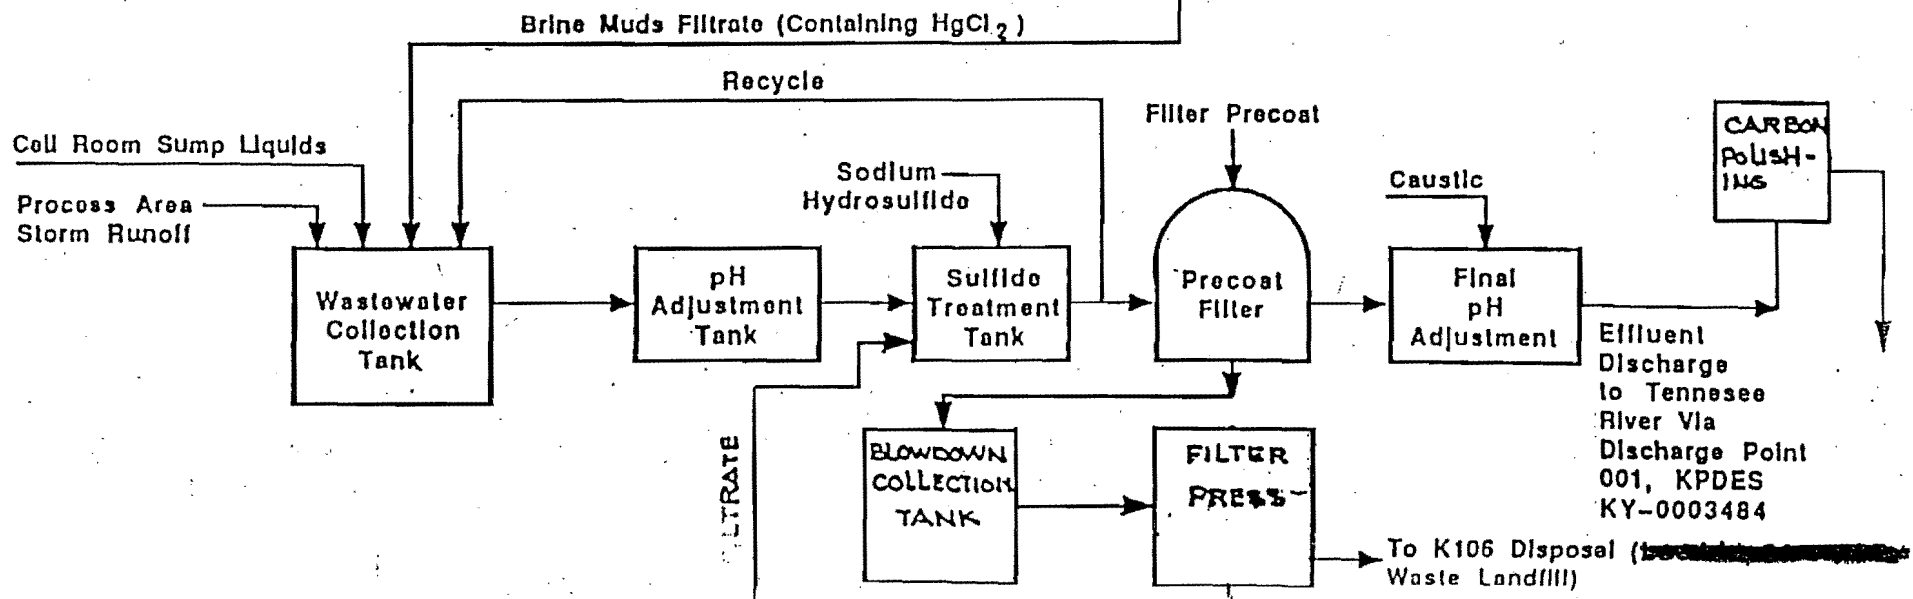 Brine Muds Filtrate (Containing HgCl2)
Recycle
Filter Precoat
CARBON
POLISH-
ING
Cell Room Sump Liquids
Sodium
Hydrosulfide
Caustic
Process Area
Storm Runoff
Wastewater
Collection
Tank
pH
Adjustment
Tank
Sulfide
Treatment
Tank
Precoat
Filter
Final
pH
Adjustment
Effluent
Discharge
to Tennesee
River Via
Discharge Point
001, KPDES
KY-0003484
FILTRATE
BLOWDOWN
COLLECTION
TANK
FILTER
PRESS
To K106 Disposal (
Waste Landfill)